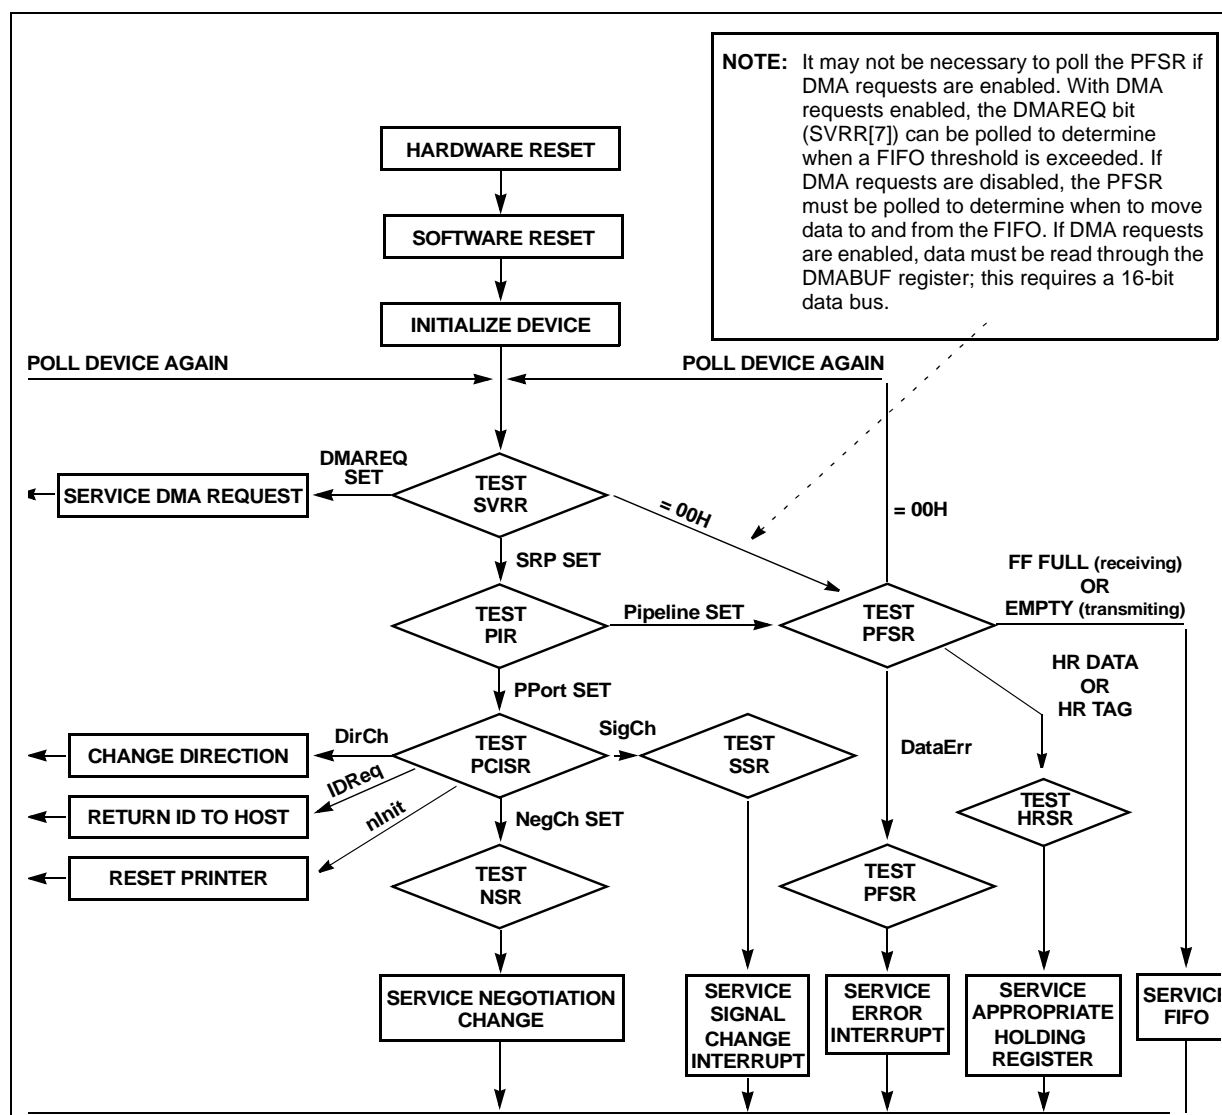 NOTE: It may not be necessary to poll the PFSR if
DMA requests are enabled. With DMA
requests enabled, the DMAREQ bit
(SVRR[7]) can be polled to determine
when a FIFO threshold is exceeded. If
DMA requests are disabled, the PFSR
must be polled to determine when to move
data to and from the FIFO. If DMA requests
are enabled, data must be read through the
DMABUF register; this requires a 16-bit
data bus.
HARDWARE RESET
SOFTWARE RESET
INITIALIZE DEVICE
POLL DEVICE AGAIN
POLL DEVICE AGAIN
DMAREQ
SET
SERVICE DMA REQUEST
TEST
SVRR
= 00H
= 00H
SRP SET
FF FULL (receiving)
OR
EMPTY (transmiting)
TEST
PIR
Pipeline SET
TEST
PFSR
HR DATA
OR
HR TAG
PPort SET
DirCh
CHANGE DIRECTION
TEST
PCISR
SigCh
TEST
SSR
DataErr
IDReq
RETURN ID TO HOST
nInit
NegCh SET
TEST
HRSR
RESET PRINTER
TEST
NSR
TEST
PFSR
SERVICE NEGOTIATION
CHANGE
SERVICE
SIGNAL
CHANGE
INTERRUPT
SERVICE
ERROR
INTERRUPT
SERVICE
APPROPRIATE
HOLDING
REGISTER
SERVICE
FIFO